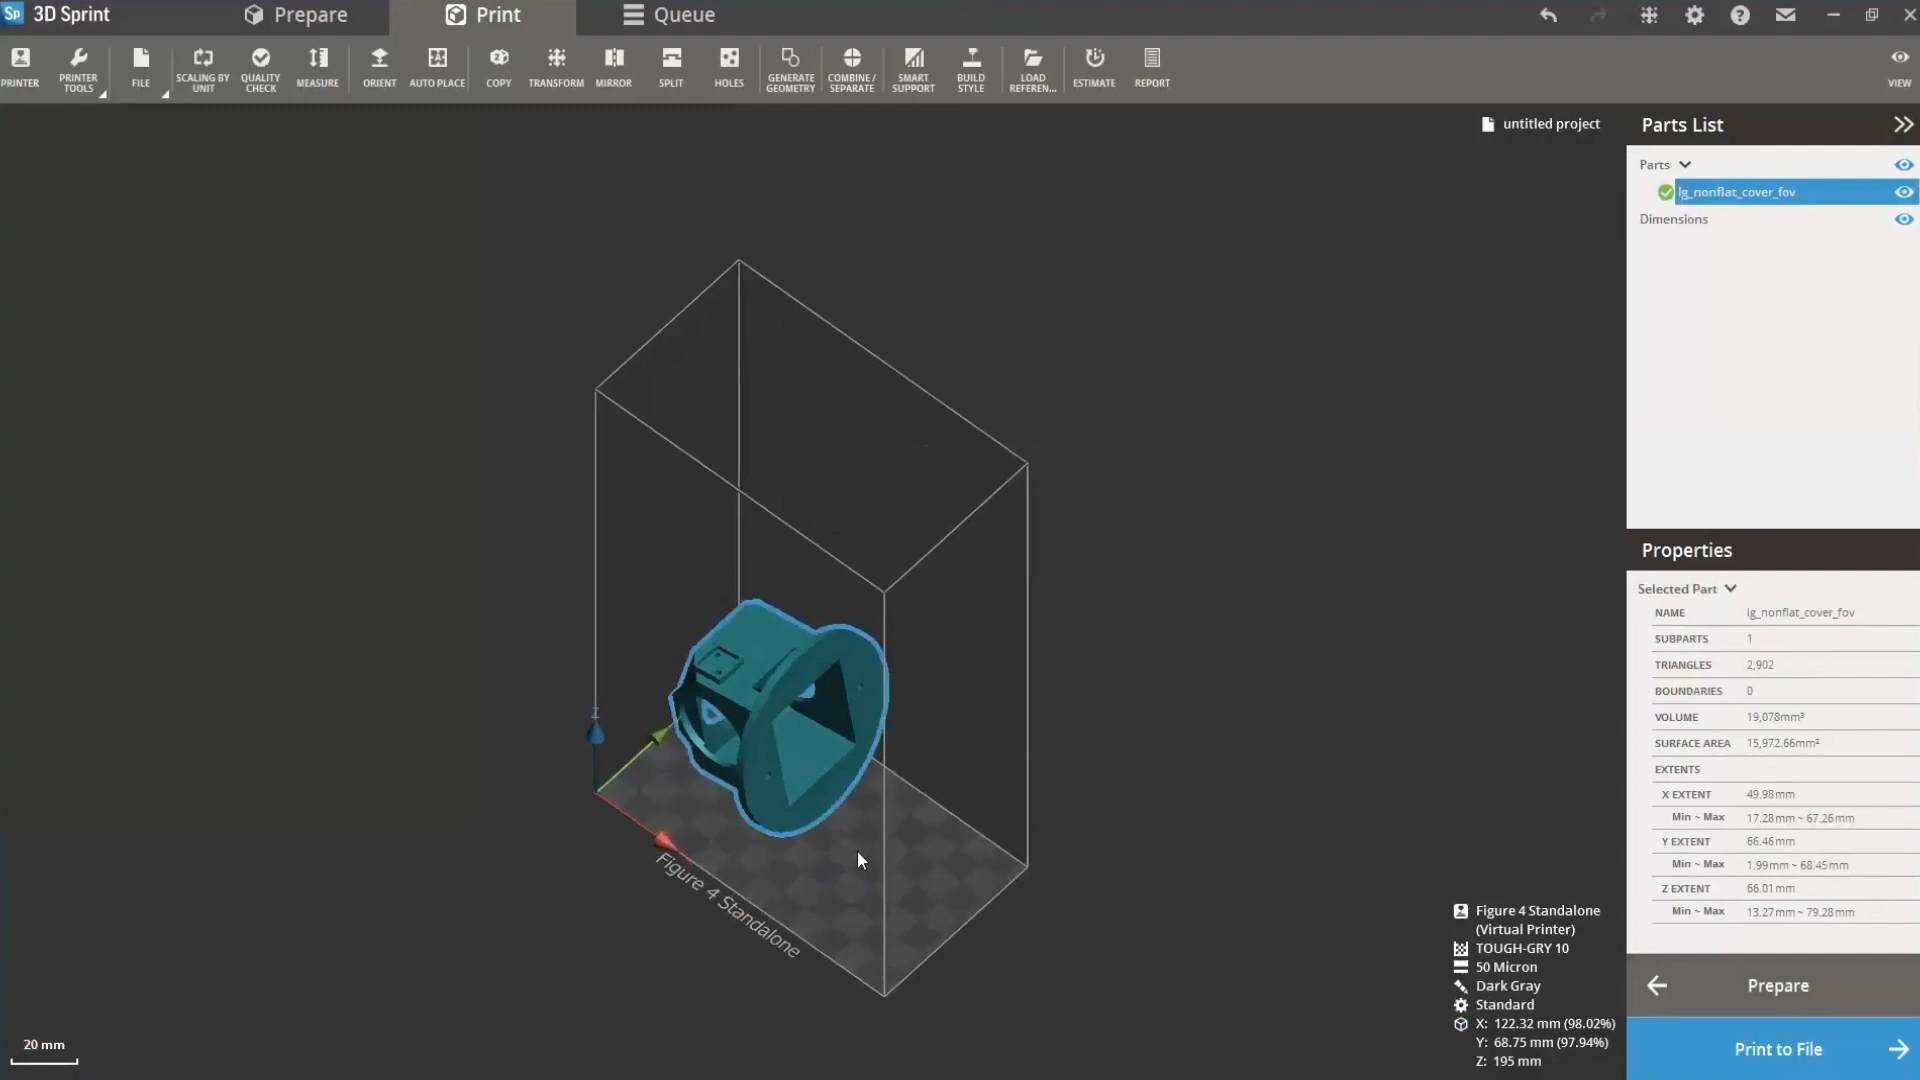 Sp 3D Sprint
Prepare
Print
Queue
PRINTER
PRINTER TOOLS
FILE
SCALING BY UNIT
QUALITY CHECK
MEASURE
ORIENT
AUTO PLACE
COPY
TRANSFORM
MIRROR
SPLIT
HOLES
GENERATE GEOMETRY
COMBINE / SEPARATE
SMART SUPPORT
BUILD STYLE
LOAD REFEREN...
ESTIMATE
REPORT
VIEW
untitled project
Parts List
Parts
lg_nonflat_cover_fov
Dimensions
Z
Figure 4 Standalone
20 mm
Figure 4 Standalone
(Virtual Printer)
TOUGH-GRY 10
50 Micron
Dark Gray
Standard
X: 122.32 mm (98.02%)
Y: 68.75 mm (97.94%)
Z: 195 mm
Properties
Selected Part
NAME lg_nonflat_cover_fov
SUBPARTS 1
TRIANGLES 2,902
BOUNDARIES 0
VOLUME 19,078mm³
SURFACE AREA 15,972.66mm²
EXTENTS
X EXTENT 49.98mm
Min ~ Max 17.28mm ~ 67.26mm
Y EXTENT 66.46mm
Min ~ Max 1.99mm ~ 68.45mm
Z EXTENT 66.01mm
Min ~ Max 13.27mm ~ 79.28mm
Prepare
Print to File